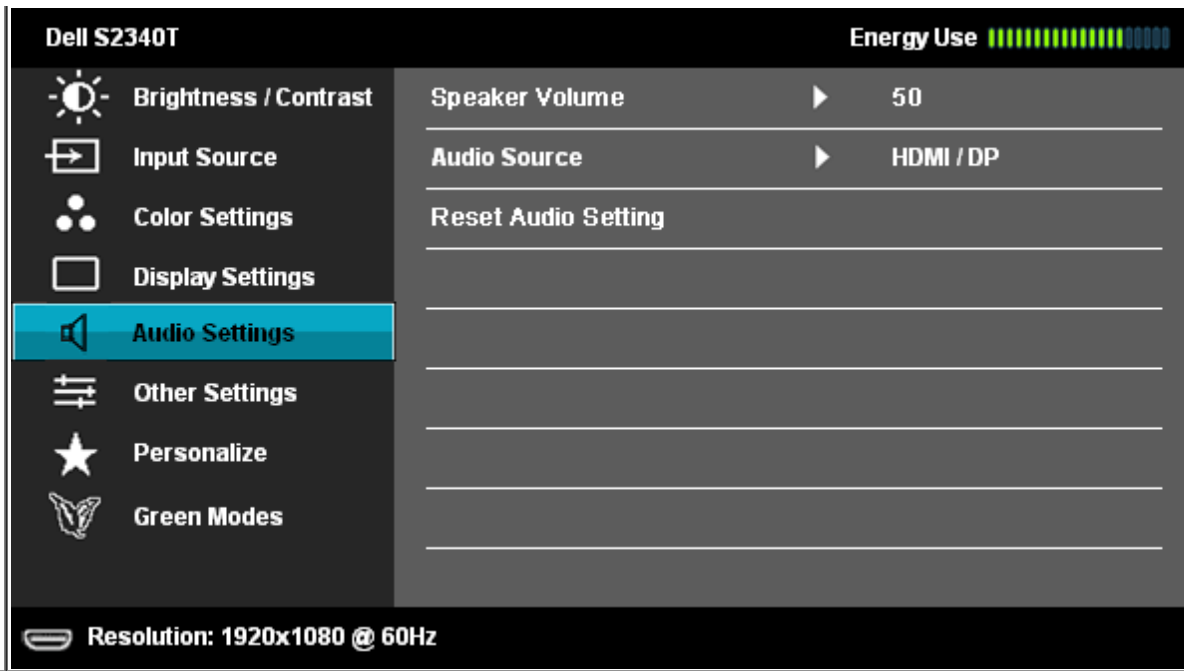 Dell S2340T Energy Use
Brightness / Contrast Speaker Volume 50
Input Source Audio Source HDMI / DP
Color Settings Reset Audio Setting
Display Settings
Audio Settings
Other Settings
Personalize
Green Modes
Resolution: 1920x1080 @ 60Hz